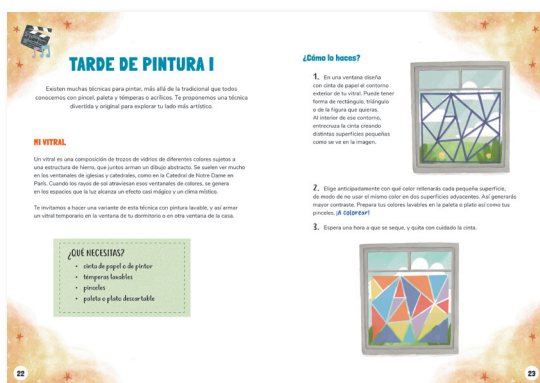 TARDE DE PINTURA I
Existen muchas técnicas para pintar, más allá de la tradicional que todos
conocemos con pincel, paleta y témperas o acrílicos. Te proponemos una técnica
divertida y original para explorar tu lado más artístico.
MI VITRAL
Un vitral es una composición de trozos de vidrios de diferentes colores sujetos a
una estructura de hierro, que juntos arman un dibujo abstracto. Se suelen ver mucho
en los ventanales de iglesias y catedrales, como en la Catedral de Notre Dame en
París. Cuando los rayos de sol atraviesan esos ventanales de colores, se genera
en los espacios que la luz alcanza un efecto casi mágico y un clima místico.
Te invitamos a hacer una variante de esta técnica con pintura lavable, y así armar
un vitral temporario en la ventana de tu dormitorio o en otra ventana de la casa.
¿QUÉ NECESITAS?
• cinta de papel o de pintor
• témperas lavables
• pinceles
• paleta o plato descartable
22
¿Cómo lo haces?
1. En una ventana diseña
con cinta de papel el contorno
exterior de tu vitral. Puede tener
forma de rectángulo, triángulo
o de la figura que quieras.
Al interior de ese contorno,
entrecruza la cinta creando
distintas superficies pequeñas
como se ve en la imagen.
2. Elige anticipadamente con qué color rellenarás cada pequeña superficie,
de modo de no usar el mismo color en dos superficies adyacentes. Así generarás
mayor contraste. Prepara tus colores lavables en la paleta o plato así como tus
pinceles. ¡A colorear!
3. Espera una hora a que se seque, y quita con cuidado la cinta.
23